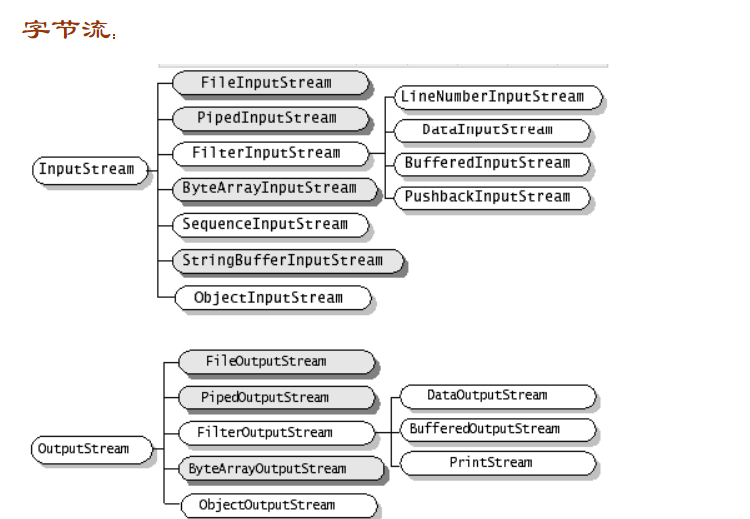 字节流:
FileInputStream
PipedInputStream
FilterInputStream
LineNumberInputStream
DataInputStream
BufferedInputStream
PushbackInputStream
InputStream
ByteArrayInputStream
SequenceInputStream
StringBufferInputStream
ObjectInputStream
FileOutputStream
PipedOutputStream
FilterOutputStream
DataOutputStream
BufferedOutputStream
PrintStream
OutputStream
ByteArrayOutputStream
ObjectOutputStream